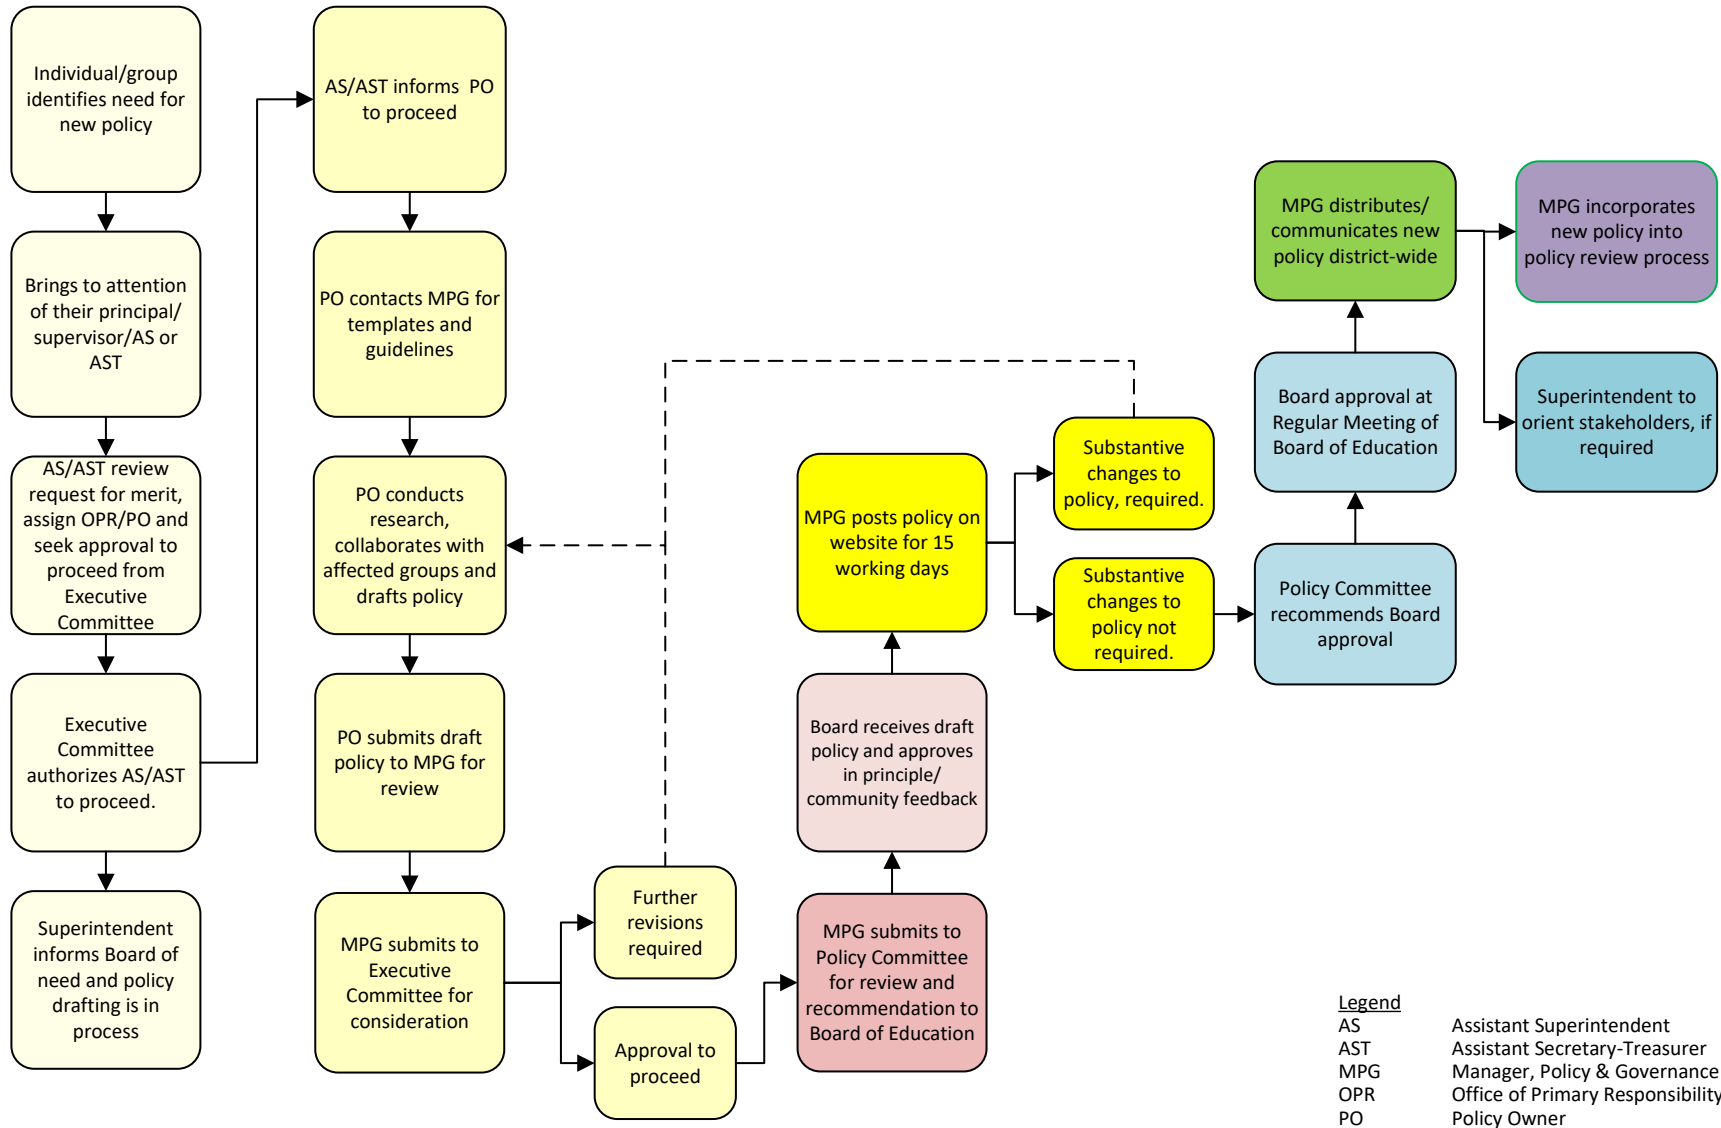 Individual/group
identifies need for
new policy
Brings to attention
of their principal/
supervisor/AS or
AST
AS/AST review
request for merit,
assign OPR/PO and
seek approval to
proceed from
Executive
Committee
Executive
Committee
authorizes AS/AST
to proceed.
Superintendent
informs Board of
need and policy
drafting is in
process
AS/AST informs PO
to proceed
PO contacts MPG for
templates and
guidelines
PO conducts
research,
collaborates with
affected groups and
drafts policy
PO submits draft
policy to MPG for
review
MPG submits to
Executive
Committee for
consideration
Further
revisions
required
Approval to
proceed
MPG submits to
Policy Committee
for review and
recommendation to
Board of Education
Board receives draft
policy and approves
in principle/
community feedback
MPG posts policy on
website for 15
working days
Substantive
changes to
policy, required.
Substantive
changes to
policy not
required.
Policy Committee
recommends Board
approval
Board approval at
Regular Meeting of
Board of Education
MPG distributes/
communicates new
policy district-wide
MPG incorporates
new policy into
policy review process
Superintendent to
orient stakeholders, if
required
Legend
AS Assistant Superintendent
AST Assistant Secretary-Treasurer
MPG Manager, Policy & Governance
OPR Office of Primary Responsibility
PO Policy Owner